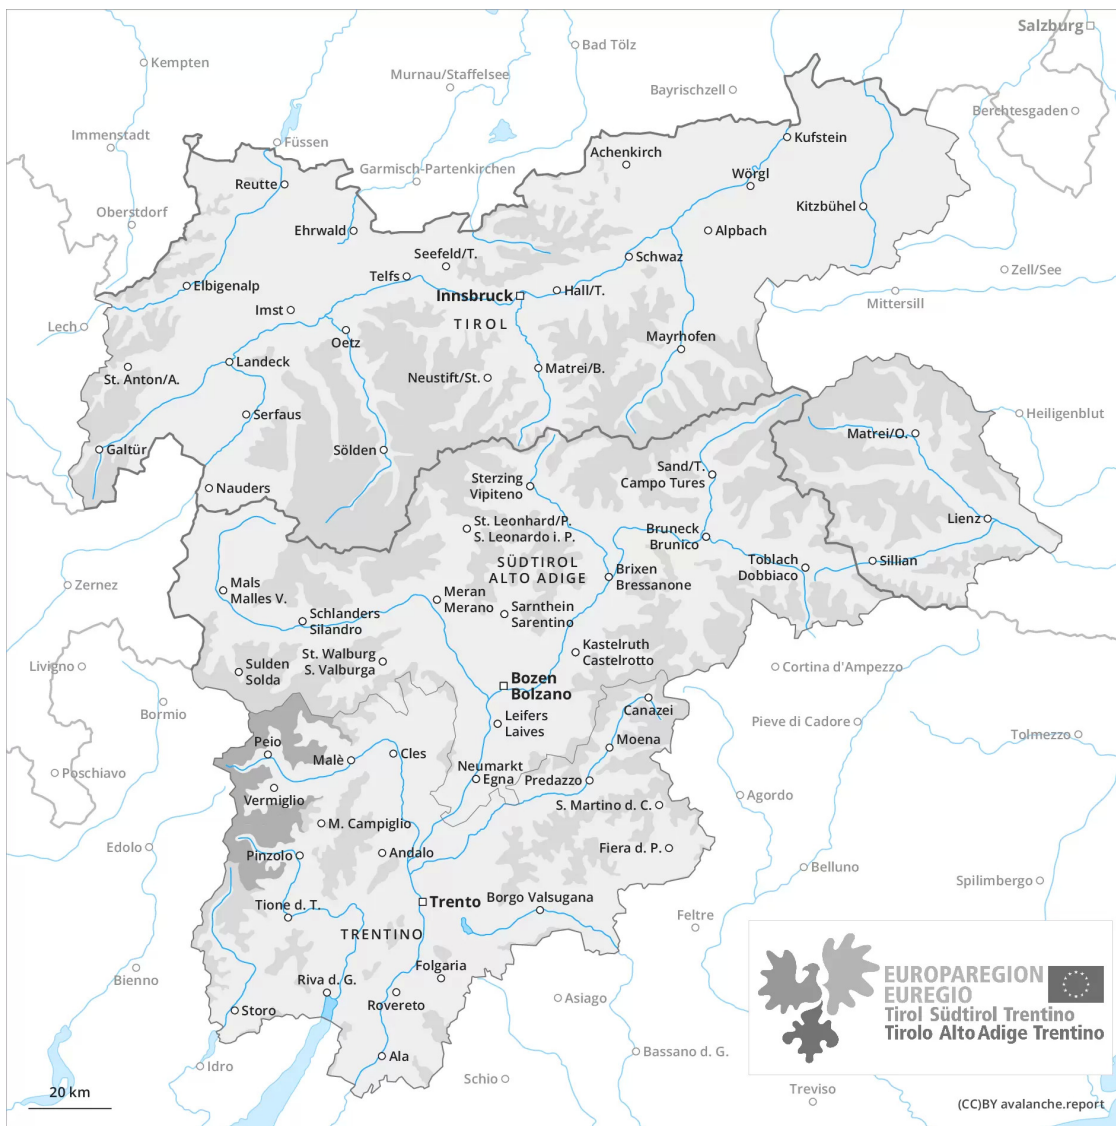 Salzburg
Bad Tölz
Kempten
Murnau/Staffelsee
Bayrischzell
Berchtesgaden
Immenstadt
Füssen
Kufstein
Achenkirch
Garmisch-Partenkirchen
Wörgl
Reutte
Oberstdorf
Kitzbühel
Ehrwald
Alpbach
Seefeld/T.
Schwaz
Zell/See
Telfs
Elbigenalp
Hall/T.
Innsbruck
Mittersill
Imst
TIROL
Lech
Oetz
Mayrhofen
Landeck
Matrei/B.
St. Anton/A.
Neustift/St.
Serfaus
Heiligenblut
Matrei/O.
Galtür
Sölden
Sand/T.
Campo Tures
Sterzing
Vipiteno
Nauders
Lienz
St. Leonhard/P.
S. Leonardo i. P.
Bruneck
Brunico
SÜDTIROL
ALTO ADIGE
Toblach
Dobbiaco
Sillian
Brixen
Bressanone
Zernez
Mals
Malles V.
Meran
Merano
Sarnthein
Sarentino
Schlanders
Silandro
Kastelruth
Castelrotto
St. Walburg
S. Valburga
Livigno
Sulden
Solda
Cortina d'Ampezzo
Bozen
Bolzano
Canazei
Bormio
Leifers
Laives
Pieve di Cadore
Tolmezzo
Peio
Moena
Malè
Cles
Neumarkt
Egna
Predazzo
Poschiavo
Vermiglio
Agordo
S. Martino d. C.
M. Campiglio
Edolo
Pinzolo
Andalo
Fiera d. P.
Belluno
Spilimbergo
Tione d. T.
Trento
Borgo Valsugana
Feltre
TRENTINO
Bienno
Folgaria
Riva d. G.
Rovereto
Asiago
Storo
EUROPAREGION
EUREGIO
Tirol Südtirol Trentino
Tirolo Alto Adige Trentino
Idro
Ala
Bassano d. G.
Schio
Treviso
20 km
(CC)BY avalanche.report